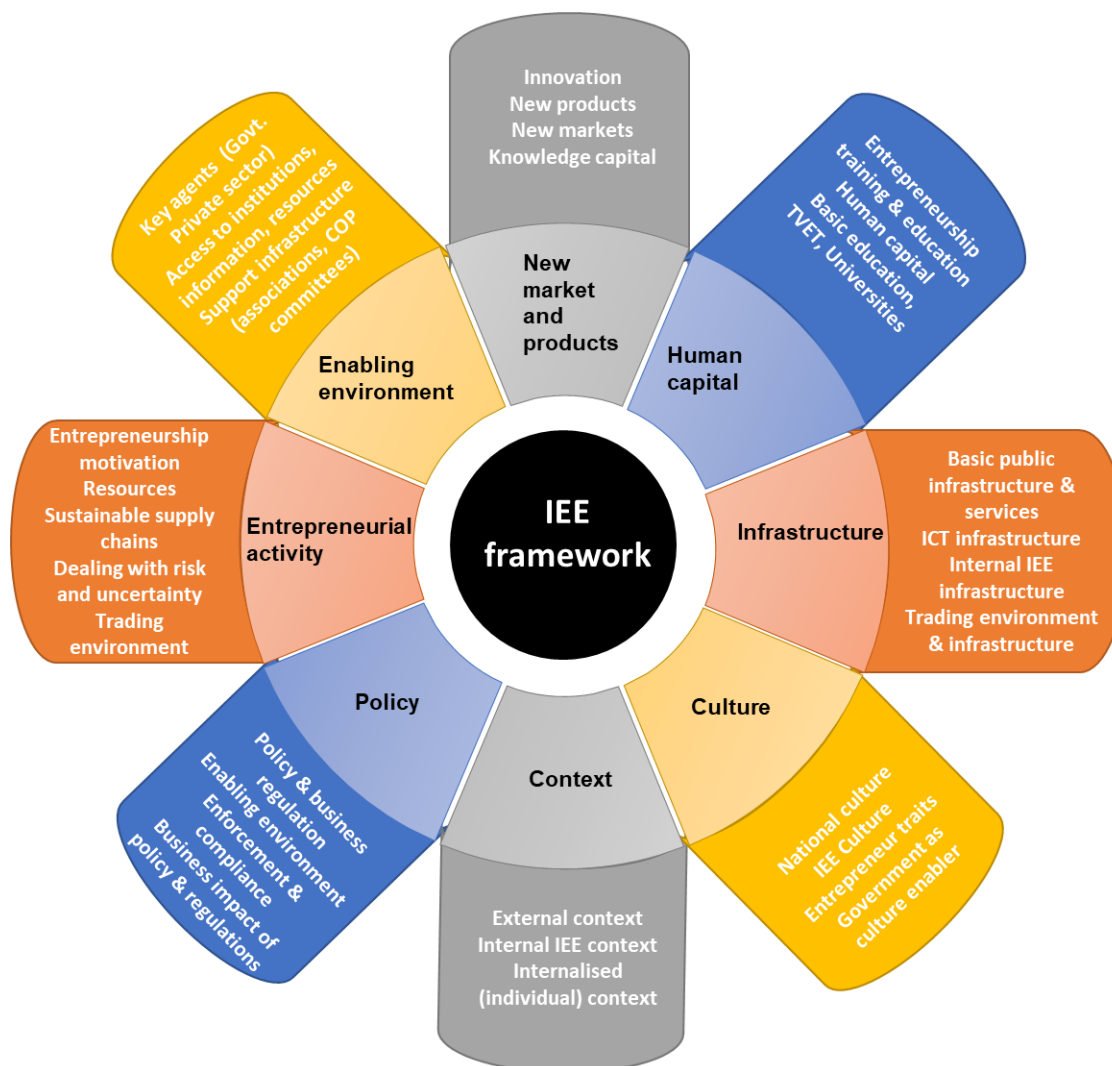 Innovation
New products
New markets
Knowledge capital
New
market
and
products
Entrepreneurship
training & education
Human capital
Basic education,
TVET, Universities
Human
capital
Basic public
infrastructure &
services
ICT infrastructure
Internal IEE
infrastructure
Trading environment
& infrastructure
Infrastructure
National culture
IEE Culture
Entrepreneur traits
Government as
culture enabler
Culture
Context
External context
Internal IEE context
Internalised
(individual) context
Policy
Policy & business
regulation
Enabling environment
Enforcement &
compliance
Business impact of
policy & regulations
Entrepreneurship
motivation
Resources
Sustainable supply
chains
Dealing with risk
and uncertainty
Trading
environment
Entrepreneurial
activity
Key agents (Govt.
Private sector)
Access to institutions,
information, resources
Support infrastructure
(associations, COP
committees)
Enabling
environment
IEE
framework